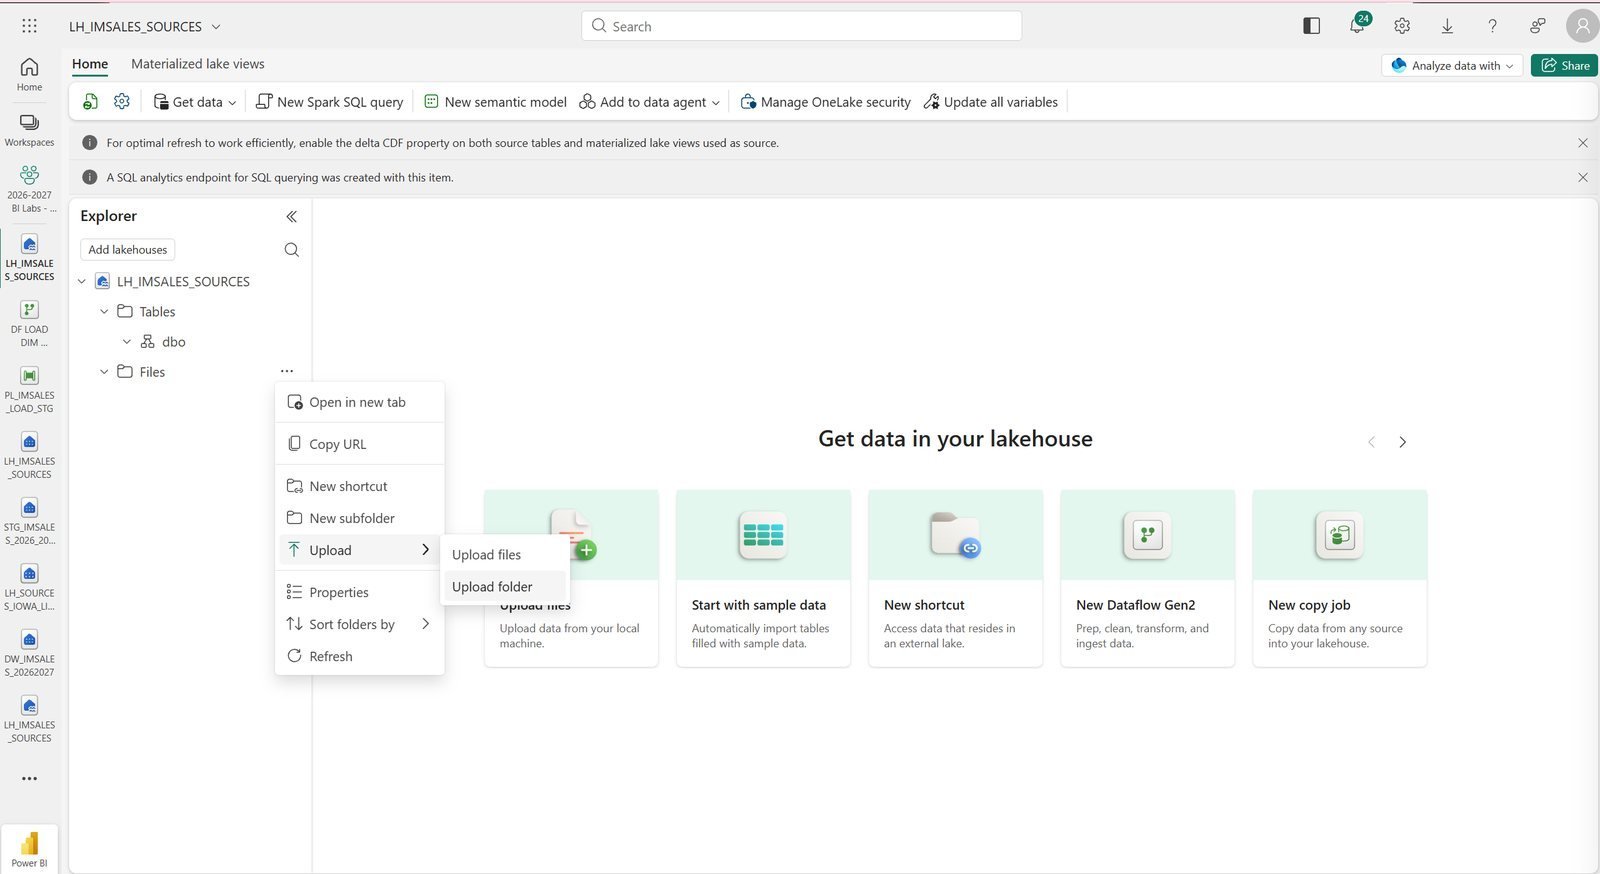 LH_IMSALES_SOURCES
Search
24
Home
Workspaces
2026-2027
BI Labs - ...
LH_IMSALE
S_SOURCES
DF LOAD
DIM ...
PL_IMSALES
_LOAD_STG
LH_IMSALES
_SOURCES
STG_IMSALE
S_2026_20...
LH_SOURCE
S_IOWA_LI...
DW_IMSALE
S_20262027
LH_IMSALES
_SOURCES
Power BI
Home
Materialized lake views
Analyze data with
Share
Get data
New Spark SQL query
New semantic model
Add to data agent
Manage OneLake security
Update all variables
For optimal refresh to work efficiently, enable the delta CDF property on both source tables and materialized lake views used as source.
A SQL analytics endpoint for SQL querying was created with this item.
Explorer
Add lakehouses
LH_IMSALES_SOURCES
Tables
dbo
Files
...
Open in new tab
Copy URL
New shortcut
New subfolder
Upload
Properties
Sort folders by
Refresh
Upload files
Upload folder
Get data in your lakehouse
Upload files
Upload data from your local
machine.
Start with sample data
Automatically import tables
filled with sample data.
New shortcut
Access data that resides in
an external lake.
New Dataflow Gen2
Prep, clean, transform, and
ingest data.
New copy job
Copy data from any source
into your lakehouse.